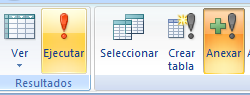 Ver
Ejecutar
Resultados
Seleccionar
Crear
tabla
Anexar